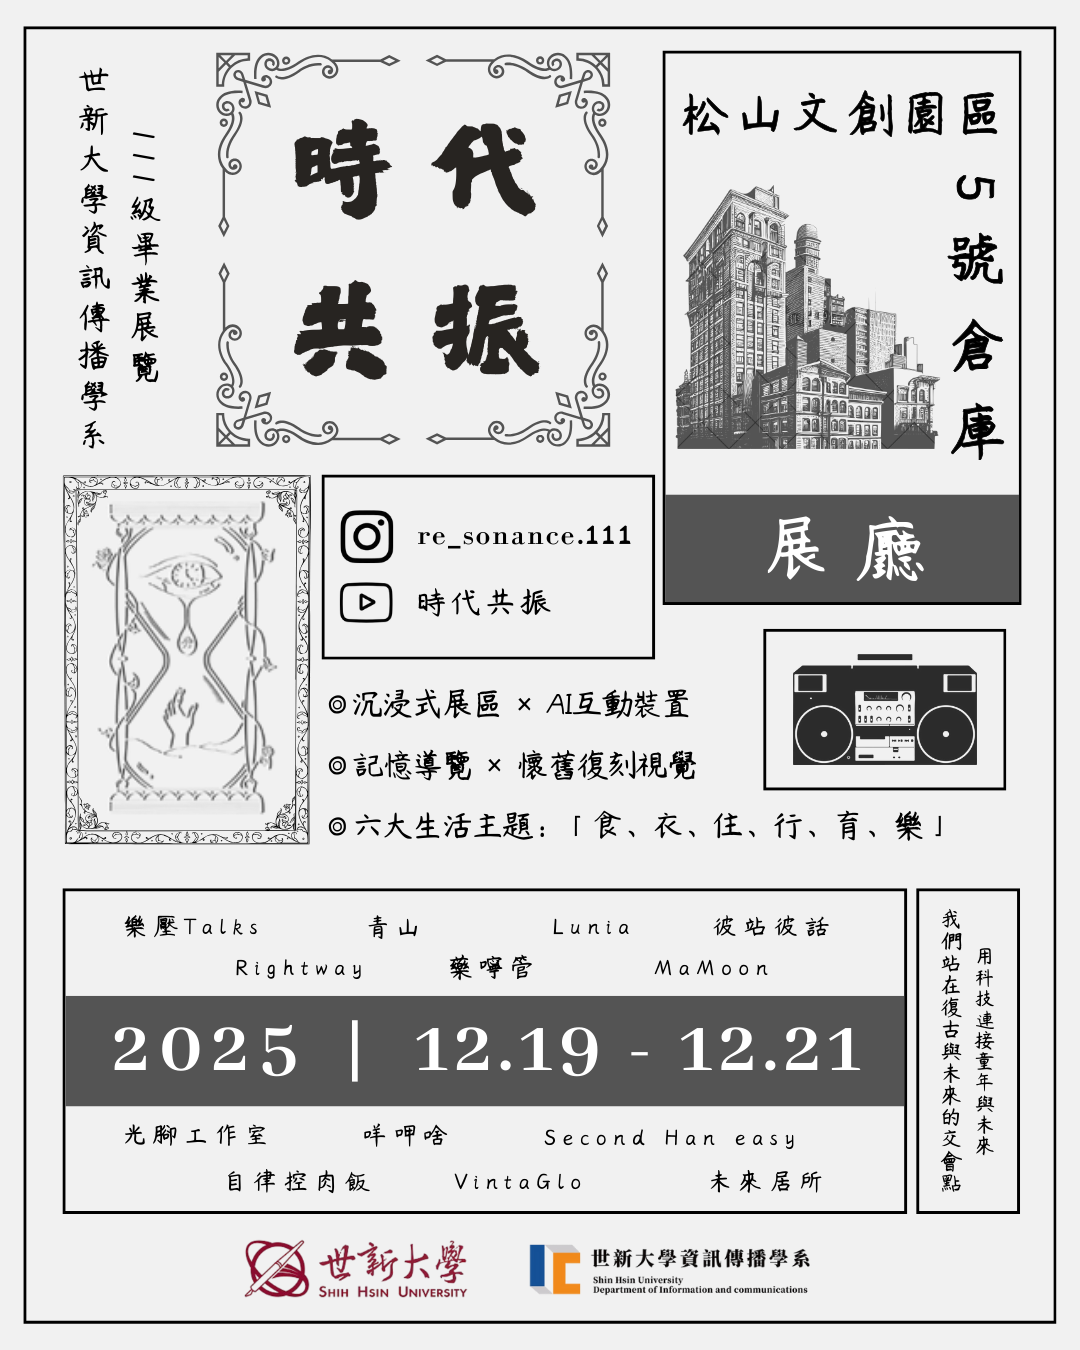 世新大學資訊傳播學系
一一一級畢業展覽
時代
共振
松山文創園區
5號倉庫
展廳
re_sonance.111
時代共振
◎沉浸式展區 × AI互動裝置
◎記憶導覽 × 懷舊復刻視覺
◎六大生活主題：「食、衣、住、行、育、樂」
樂壓Talks 青山 Lunia 彼站彼話
Rightway 藥嚀管 MaMoon
2025 | 12.19 - 12.21
光腳工作室 咩呷啥 Second Han easy
自律控肉飯 VintaGlo 未來居所
用科技連接童年與未來
我們站在復古與未來的交會點
世新大學
SHIH HSIN UNIVERSITY
世新大學資訊傳播學系
Shin Hsin University
Department of Information and communications